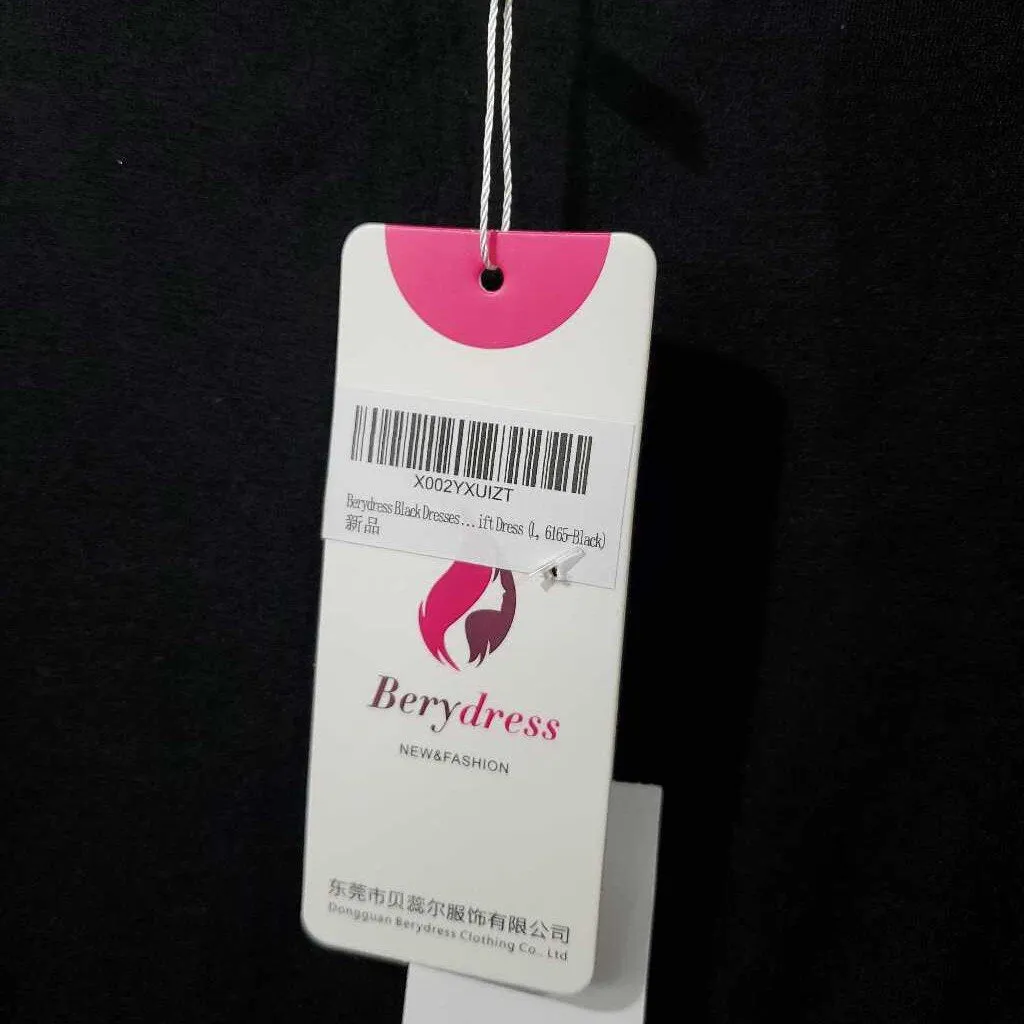 X002YXUIZT
Berydress Black Dresses...ift Dress (L, 6165-Black)
新品
Berydress
NEW&FASHION
东莞市贝蕊尔服饰有限公司
Dongguan Berydress Clothing Co., Ltd